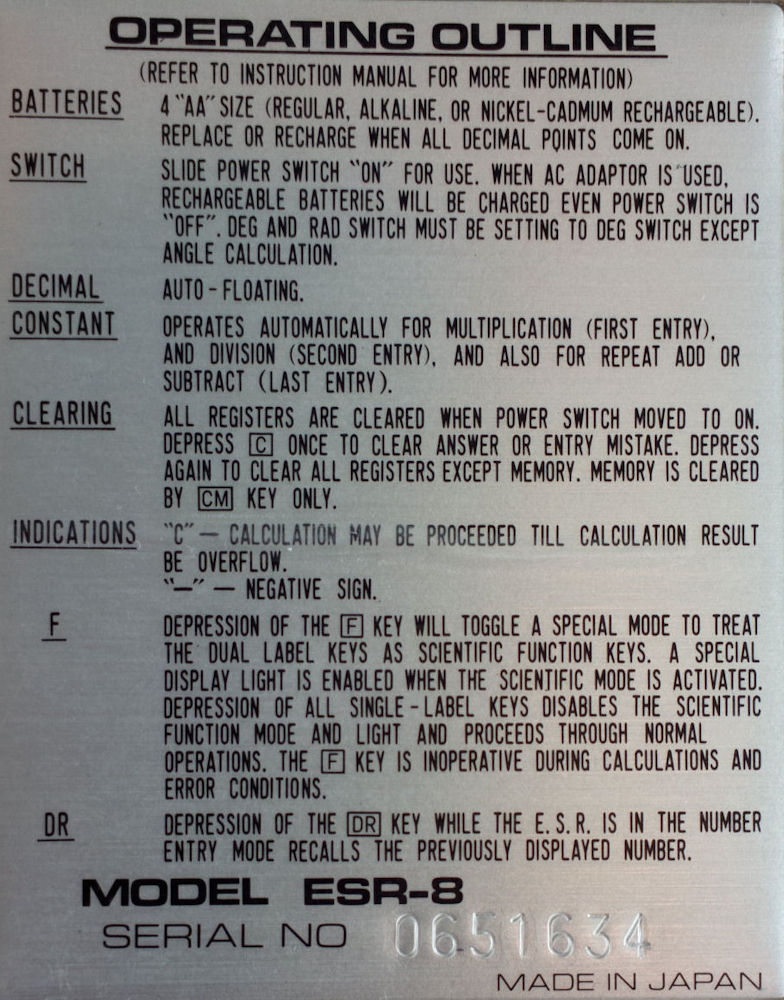 OPERATING OUTLINE
(REFER TO INSTRUCTION MANUAL FOR MORE INFORMATION)
BATTERIES 4 "AA" SIZE (REGULAR, ALKALINE, OR NICKEL-CADMUM RECHARGEABLE).
REPLACE OR RECHARGE WHEN ALL DECIMAL POINTS COME ON.
SWITCH SLIDE POWER SWITCH "ON" FOR USE. WHEN AC ADAPTOR IS USED,
RECHARGEABLE BATTERIES WILL BE CHARGED EVEN POWER SWITCH IS
"OFF". DEG AND RAD SWITCH MUST BE SETTING TO DEG SWITCH EXCEPT
ANGLE CALCULATION.
DECIMAL AUTO-FLOATING.
CONSTANT OPERATES AUTOMATICALLY FOR MULTIPLICATION (FIRST ENTRY),
AND DIVISION (SECOND ENTRY), AND ALSO FOR REPEAT ADD OR
SUBTRACT (LAST ENTRY).
CLEARING ALL REGISTERS ARE CLEARED WHEN POWER SWITCH MOVED TO ON.
DEPRESS C ONCE TO CLEAR ANSWER OR ENTRY MISTAKE. DEPRESS
AGAIN TO CLEAR ALL REGISTERS EXCEPT MEMORY. MEMORY IS CLEARED
BY CM KEY ONLY.
INDICATIONS "C" — CALCULATION MAY BE PROCEEDED TILL CALCULATION RESULT
BE OVERFLOW.
"—" — NEGATIVE SIGN.
F DEPRESSION OF THE F KEY WILL TOGGLE A SPECIAL MODE TO TREAT
THE DUAL LABEL KEYS AS SCIENTIFIC FUNCTION KEYS. A SPECIAL
DISPLAY LIGHT IS ENABLED WHEN THE SCIENTIFIC MODE IS ACTIVATED.
DEPRESSION OF ALL SINGLE-LABEL KEYS DISABLES THE SCIENTIFIC
FUNCTION MODE AND LIGHT AND PROCEEDS THROUGH NORMAL
OPERATIONS. THE F KEY IS INOPERATIVE DURING CALCULATIONS AND
ERROR CONDITIONS.
DR DEPRESSION OF THE DR KEY WHILE THE E.S.R. IS IN THE NUMBER
ENTRY MODE RECALLS THE PREVIOUSLY DISPLAYED NUMBER.
MODEL ESR-8
SERIAL NO 0651634
MADE IN JAPAN